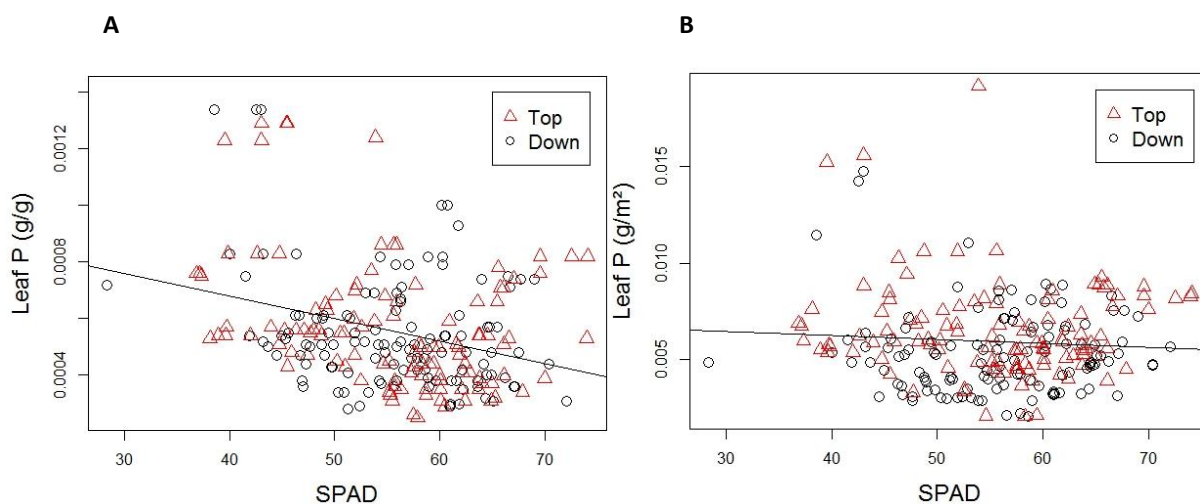 A
B
Leaf P (g/g)
0.0004
0.0008
0.0012
Top
Down
30 40 50 60 70
SPAD
Leaf P (g/m²)
0.005
0.010
0.015
Top
Down
30 40 50 60 70
SPAD